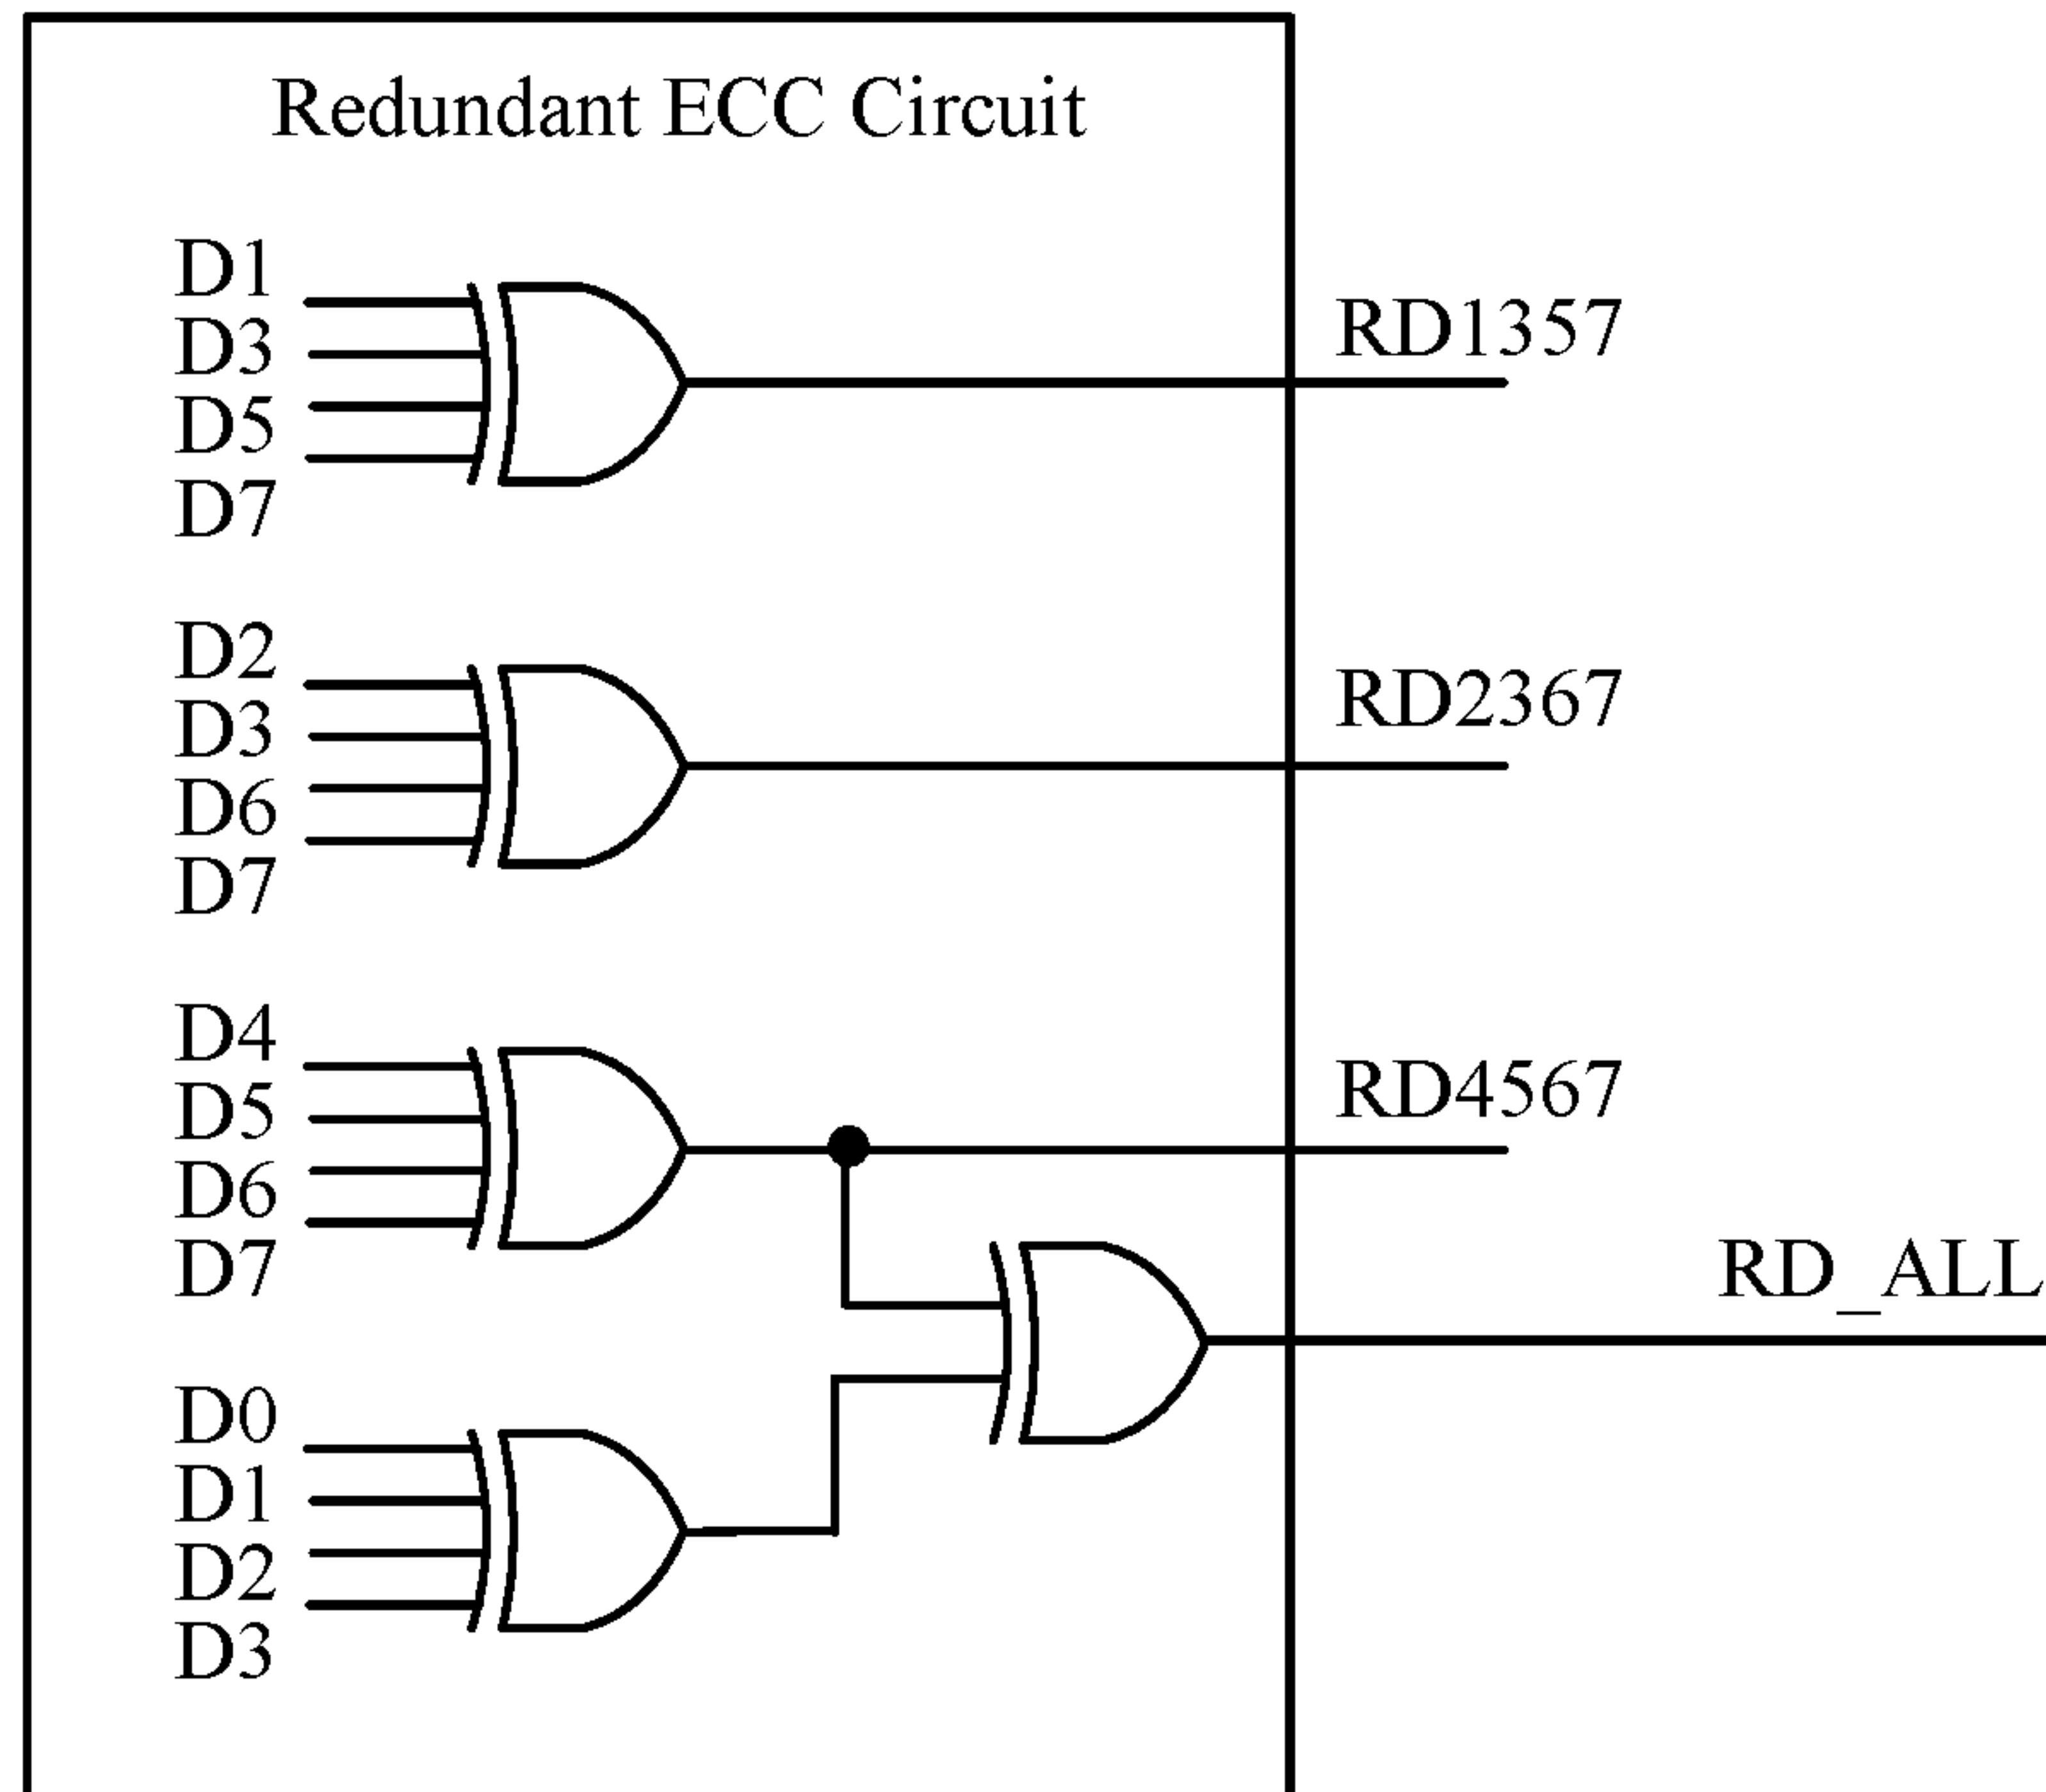 Redundant ECC Circuit
D1
D3
D5
D7
RD1357
D2
D3
D6
D7
RD2367
D4
D5
D6
D7
RD4567
RD_ALL
D0
D1
D2
D3